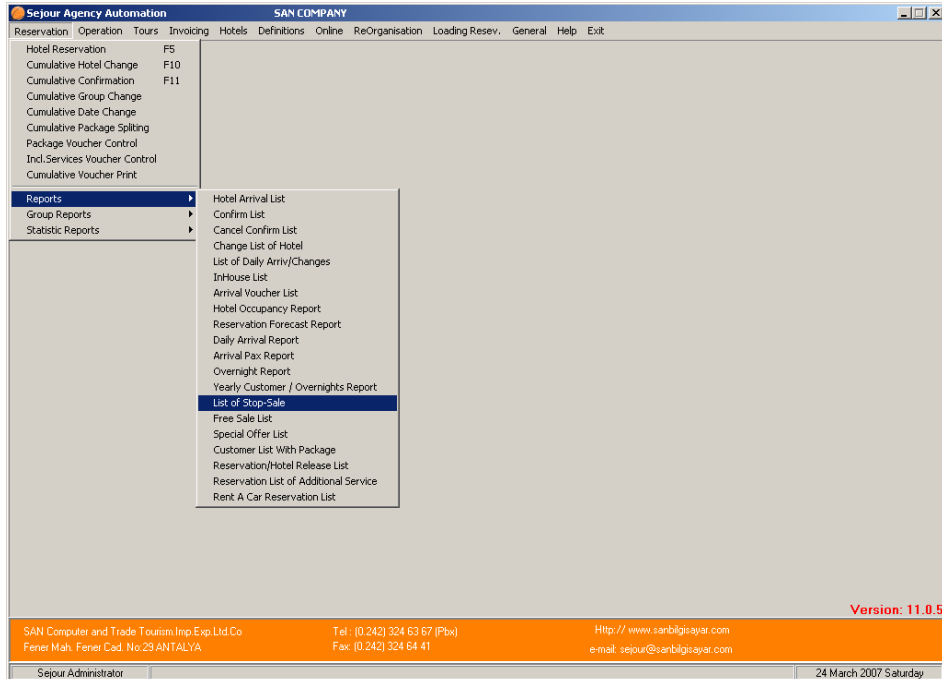 Sejour Agency Automation SAN COMPANY
Reservation Operation Tours Invoicing Hotels Definitions Online ReOrganisation Loading Resev. General Help Exit
Hotel Reservation F5
Cumulative Hotel Change F10
Cumulative Confirmation F11
Cumulative Group Change
Cumulative Date Change
Cumulative Package Spliting
Package Voucher Control
Incl.Services Voucher Control
Cumulative Voucher Print
Reports
Group Reports
Statistic Reports
Hotel Arrival List
Confirm List
Cancel Confirm List
Change List of Hotel
List of Daily Arriv/Changes
InHouse List
Arrival Voucher List
Hotel Occupancy Report
Reservation Forecast Report
Daily Arrival Report
Arrival Pax Report
Overnight Report
Yearly Customer / Overnights Report
List of Stop-Sale
Free Sale List
Special Offer List
Customer List With Package
Reservation/Hotel Release List
Reservation List of Additional Service
Rent A Car Reservation List
Version: 11.0.5
SAN Computer and Trade Tourism.Imp.Exp.Ltd.Co Tel : (0.242) 324 63 67 (Pbx) Http:// www.sanbilgisayar.com
Fener Mah. Fener Cad. No:29 ANTALYA Fax: (0.242) 324 64 41 e-mail: sejour@sanbilgisayar.com
Sejour Administrator 24 March 2007 Saturday